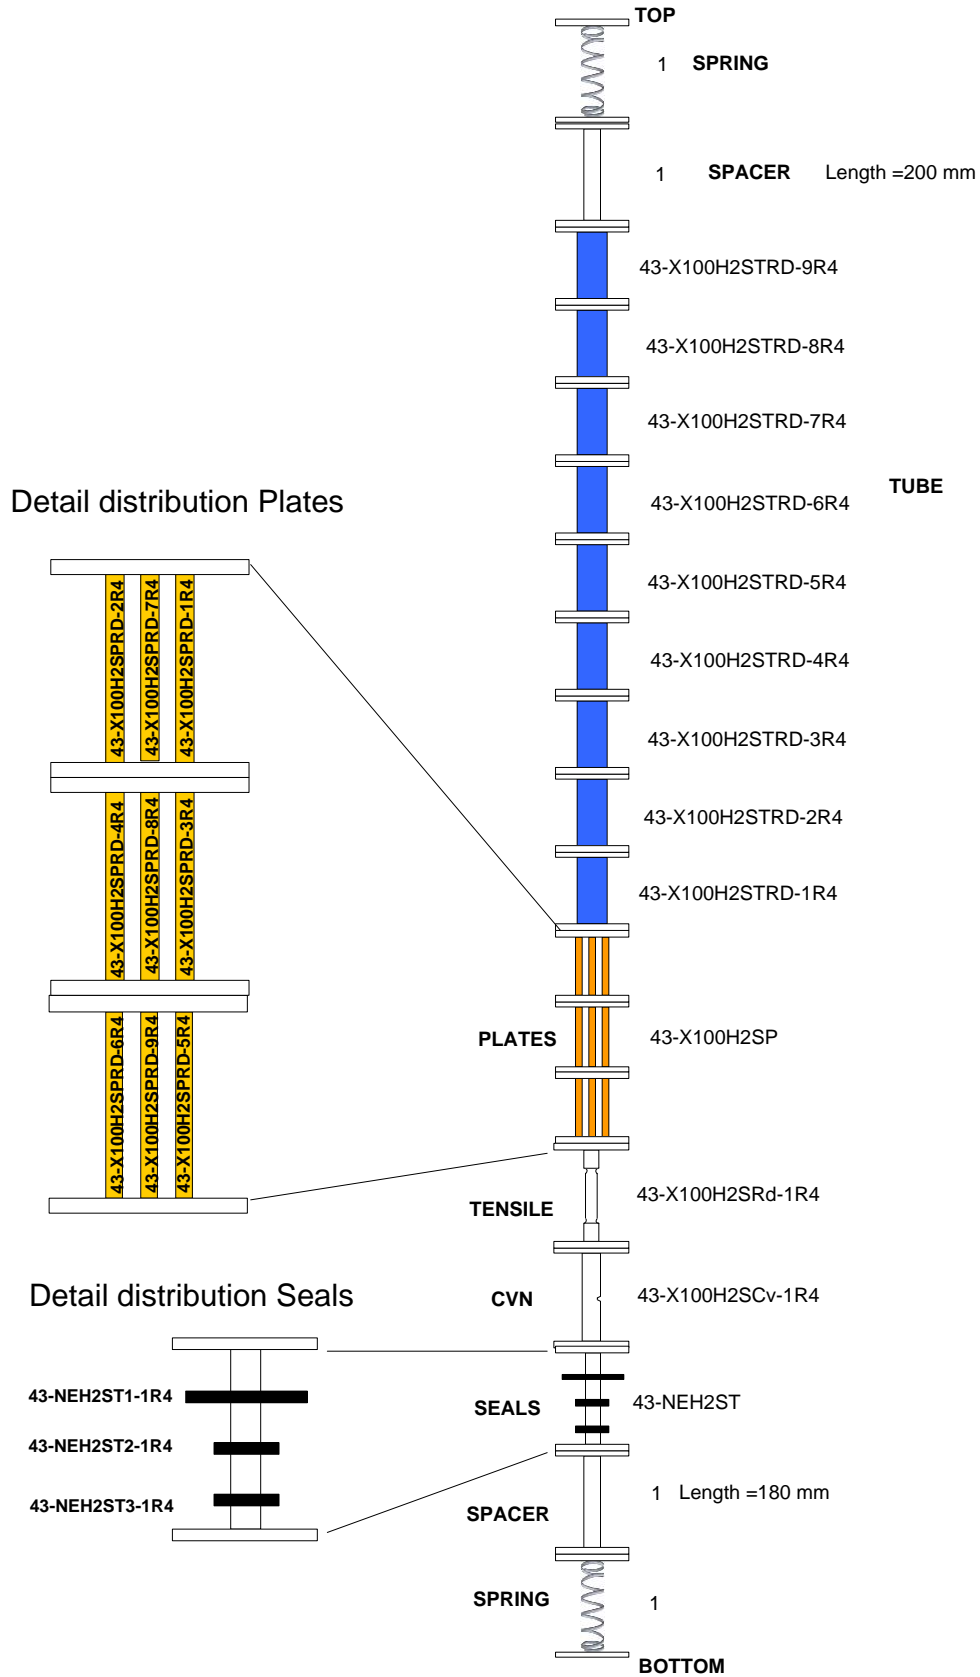 TOP
1 SPRING
1 SPACER Length =200 mm
43-X100H2STRD-9R4
43-X100H2STRD-8R4
43-X100H2STRD-7R4
TUBE
43-X100H2STRD-6R4
43-X100H2STRD-5R4
43-X100H2STRD-4R4
43-X100H2STRD-3R4
43-X100H2STRD-2R4
43-X100H2STRD-1R4
Detail distribution Plates
43-X100H2SPRD-2R4
43-X100H2SPRD-7R4
43-X100H2SPRD-1R4
43-X100H2SPRD-4R4
43-X100H2SPRD-8R4
43-X100H2SPRD-3R4
43-X100H2SPRD-6R4
43-X100H2SPRD-9R4
43-X100H2SPRD-5R4
PLATES 43-X100H2SP
TENSILE 43-X100H2SRd-1R4
CVN 43-X100H2SCv-1R4
Detail distribution Seals
43-NEH2ST1-1R4
43-NEH2ST2-1R4
43-NEH2ST3-1R4
SEALS 43-NEH2ST
SPACER 1 Length =180 mm
SPRING 1
BOTTOM